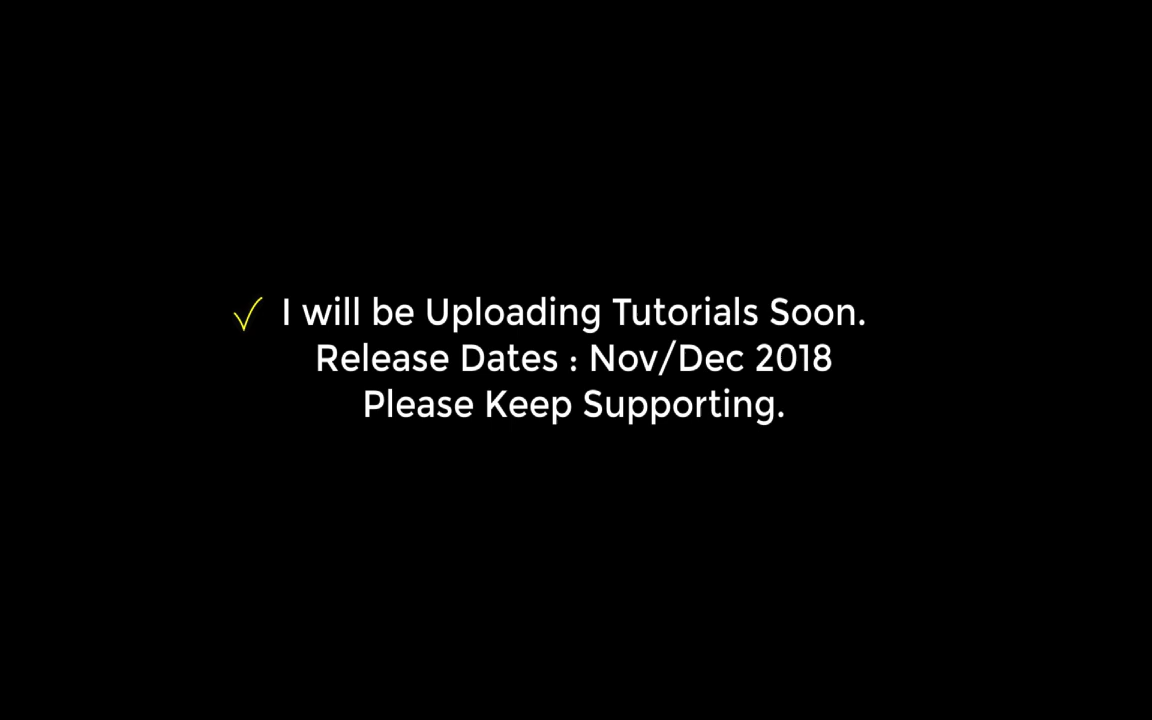 ✓ I will be Uploading Tutorials Soon.
Release Dates : Nov/Dec 2018
Please Keep Supporting.